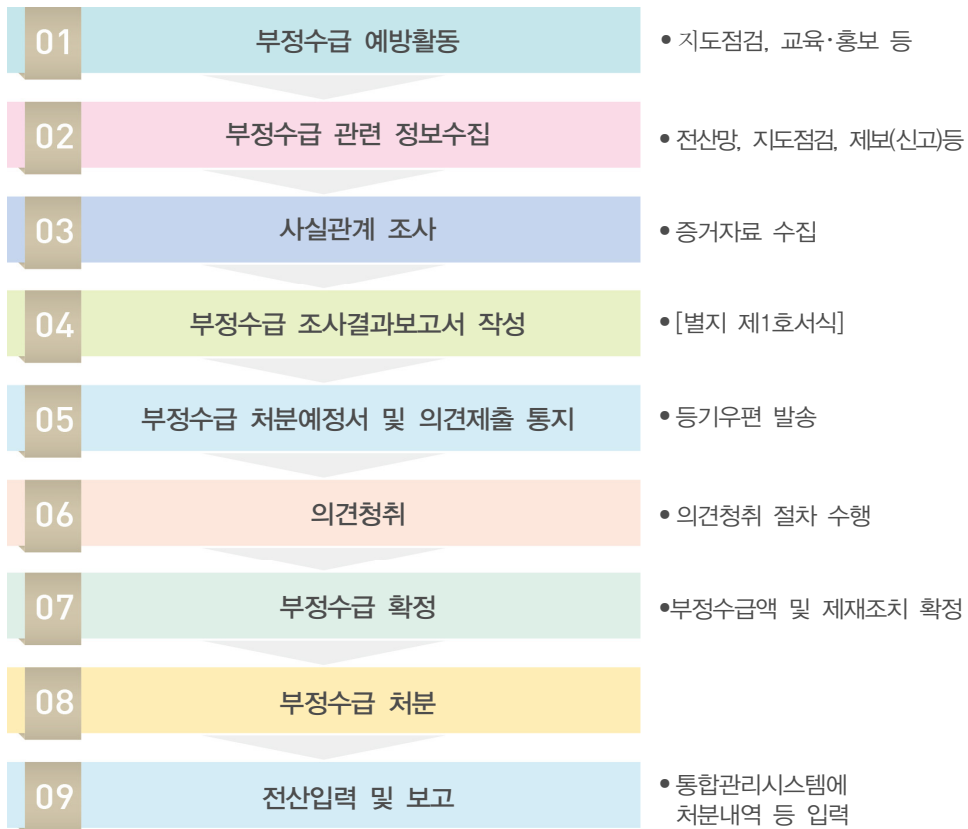 01 부정수급 예방활동 • 지도점검, 교육·홍보 등
02 부정수급 관련 정보수집 • 전산망, 지도점검, 제보(신고)등
03 사실관계 조사 • 증거자료 수집
04 부정수급 조사결과보고서 작성 • [별지 제1호서식]
05 부정수급 처분예정서 및 의견제출 통지 • 등기우편 발송
06 의견청취 • 의견청취 절차 수행
07 부정수급 확정 •부정수급액 및 제재조치 확정
08 부정수급 처분
09 전산입력 및 보고 • 통합관리시스템에
처분내역 등 입력